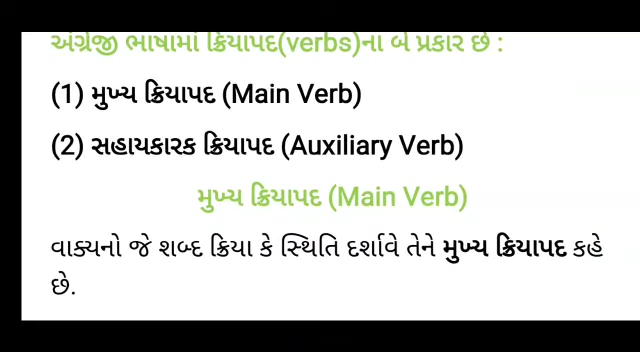 અંગ્રેજી ભાષામાં ક્રિયાપદ(verbs)ના બે પ્રકાર છે :
(1) મુખ્ય ક્રિયાપદ (Main Verb)
(2) સહાયકારક ક્રિયાપદ (Auxiliary Verb)
મુખ્ય ક્રિયાપદ (Main Verb)
વાક્યનો જે શબ્દ ક્રિયા કે સ્થિતિ દર્શાવે તેને મુખ્ય ક્રિયાપદ કહે
છે.